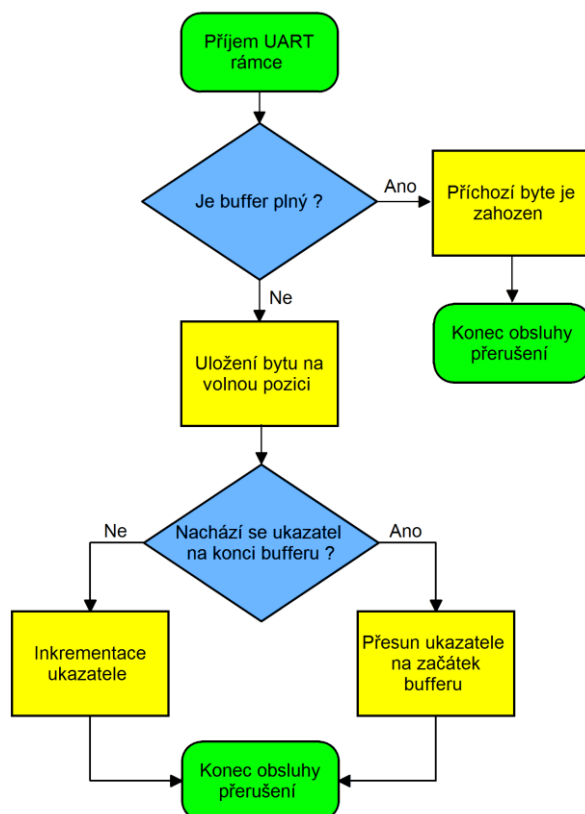 Příjem UART
rámce
Je buffer plný ?
Ano
Příchozí byte je
zahozen
Konec obsluhy
přerušení
Ne
Uložení bytu na
volnou pozici
Nachází se ukazatel
na konci bufferu ?
Ne
Ano
Inkrementace
ukazatele
Přesun ukazatele
na začátek
bufferu
Konec obsluhy
přerušení